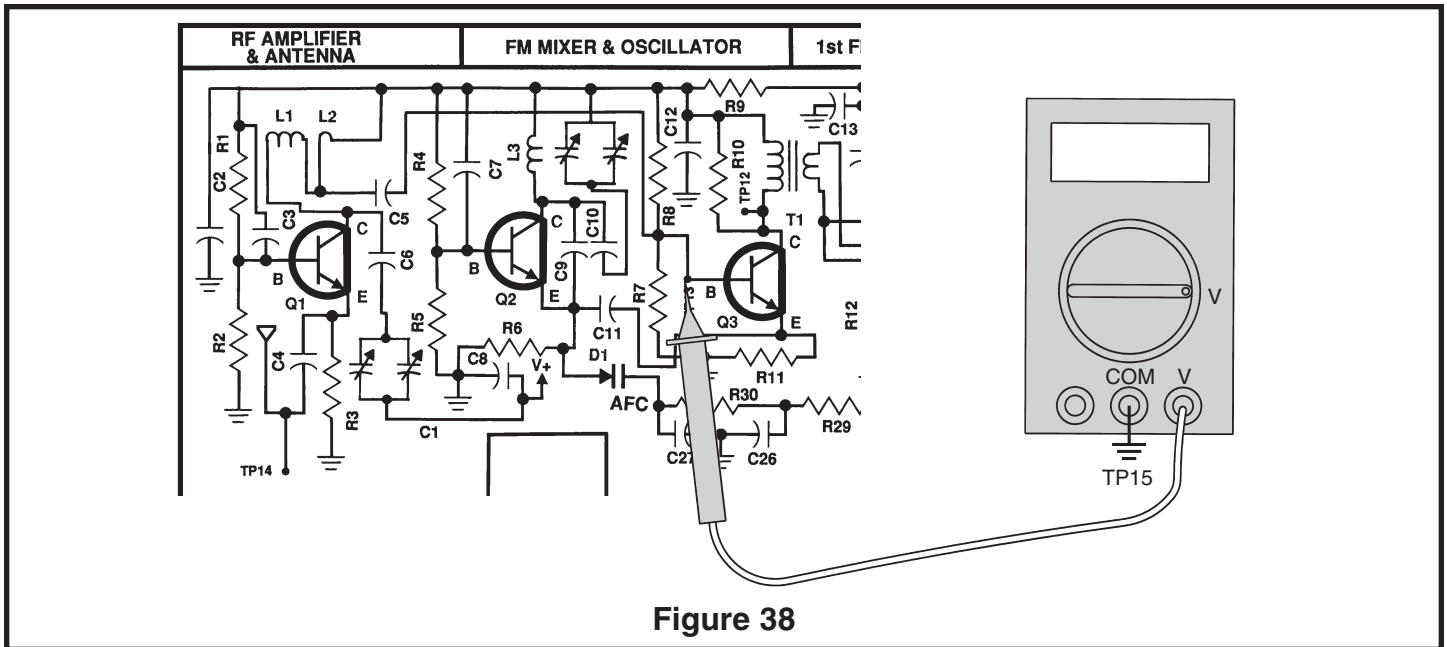 RF AMPLIFIER
& ANTENNA
FM MIXER & OSCILLATOR
1st F
L1
L2
R1
C2
C3
C5
C
C6
B
Q1
E
R2
C4
R3
C1
TP14
R4
C7
L3
C
C10
C9
B
Q2
E
R5
R6
C11
C8
D1
V+
AFC
R8
R7
C12
R9
R10
TP12
T1
C13
C
B
Q3
E
R12
R11
R30
R29
C27
C26
V
COM
V
TP15
Figure 38